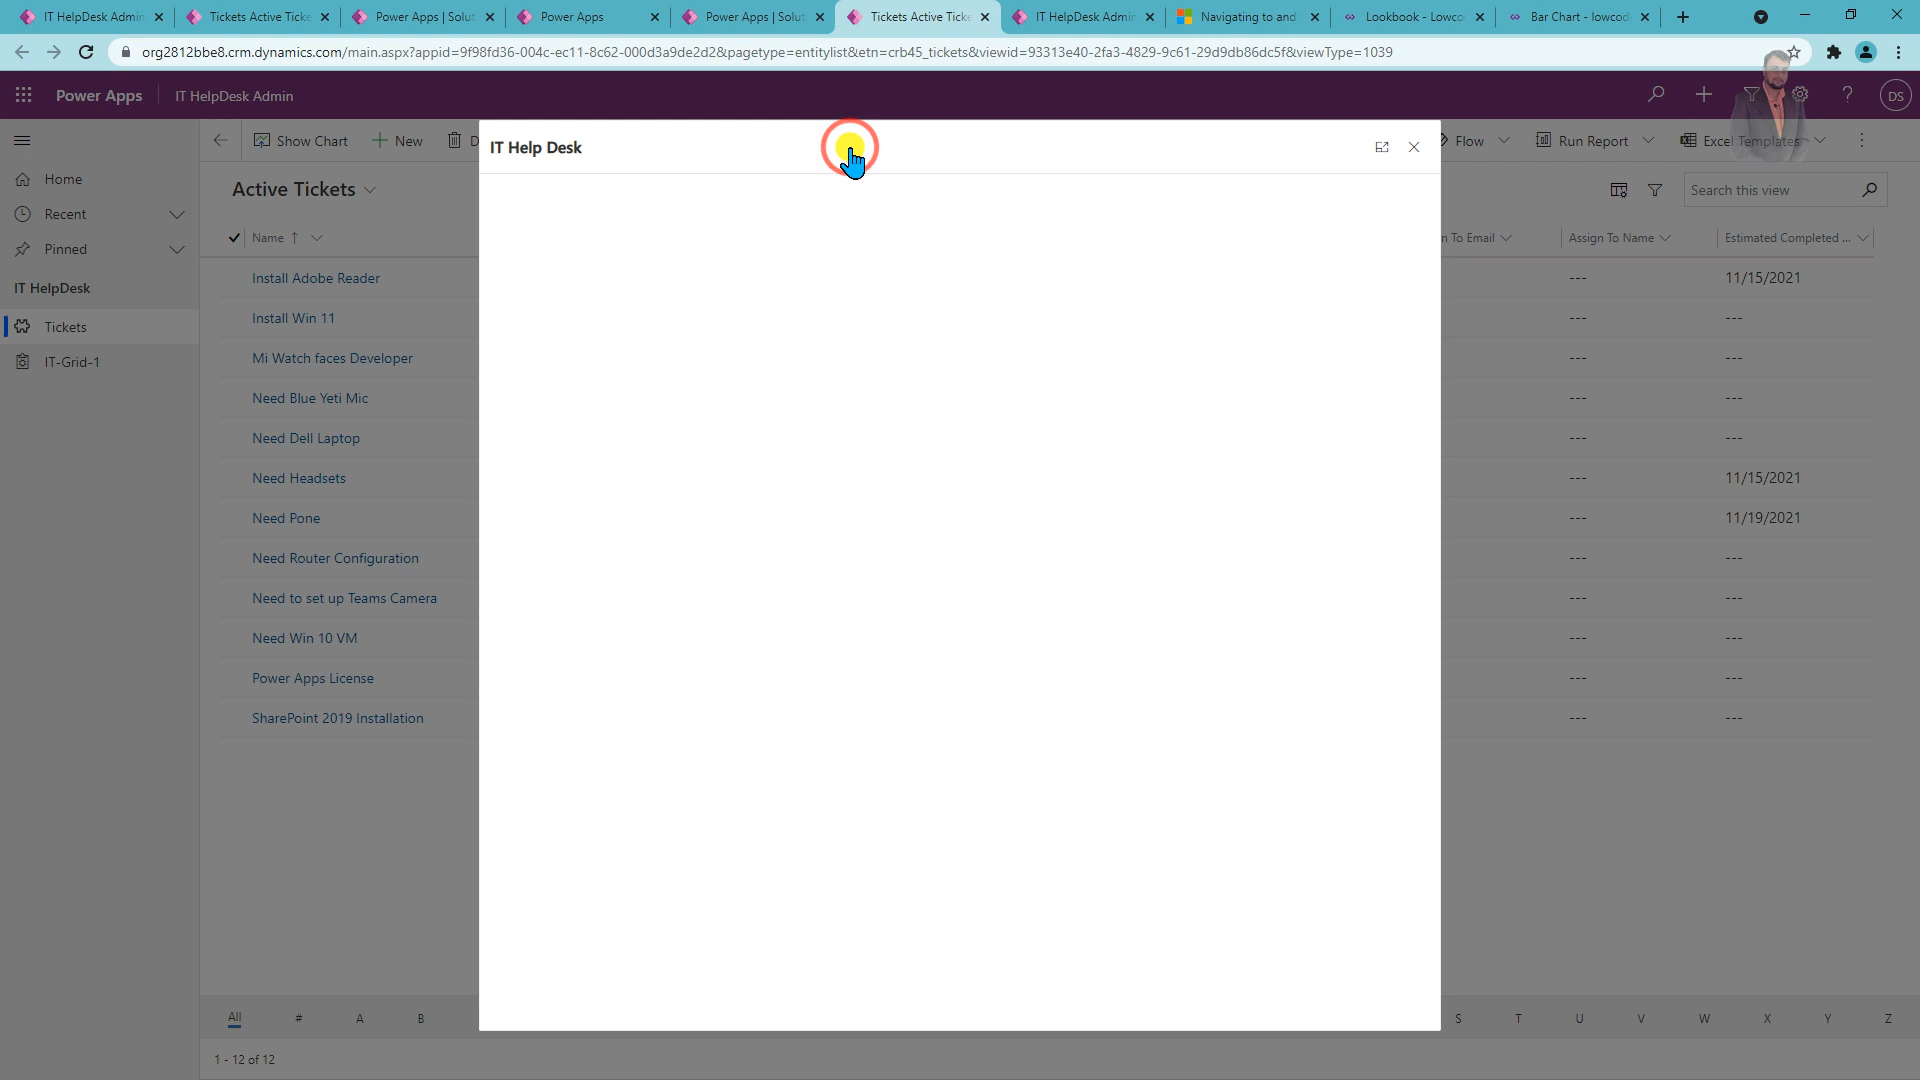 IT HelpDesk Admin
Tickets Active Ticke
Power Apps | Solut
Power Apps
Power Apps | Solut
Tickets Active Ticke
IT HelpDesk Admin
Navigating to and
Lookbook - Lowco
Bar Chart - lowcod
org2812bbe8.crm.dynamics.com/main.aspx?appid=9f98fd36-004c-ec11-8c62-000d3a9de2d2&pagetype=entitylist&etn=crb45_tickets&viewid=93313e40-2fa3-4829-9c61-29d9db86dc5f&viewType=1039
Power Apps
IT HelpDesk Admin
DS
Show Chart
New
D
IT Help Desk
Flow
Run Report
Excel Templates
Home
Recent
Pinned
IT HelpDesk
Tickets
IT-Grid-1
Active Tickets
Search this view
Name
n To Email
Assign To Name
Estimated Completed ...
Install Adobe Reader
---
11/15/2021
Install Win 11
---
---
Mi Watch faces Developer
---
---
Need Blue Yeti Mic
---
---
Need Dell Laptop
---
---
Need Headsets
---
11/15/2021
Need Pone
---
11/19/2021
Need Router Configuration
---
---
Need to set up Teams Camera
---
---
Need Win 10 VM
---
---
Power Apps License
---
---
SharePoint 2019 Installation
---
---
All # A B S T U V W X Y Z
1 - 12 of 12